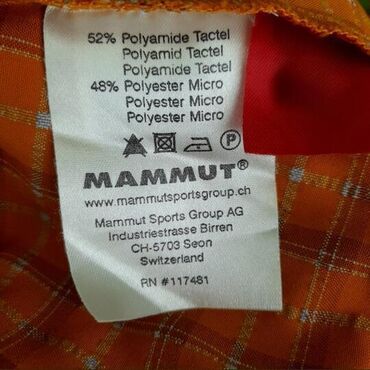 52% Polyamide Tactel
Polyamid Tactel
Polyamide Tactel
48% Polyester Micro
Polyester Micro
Polyester Micro
P
MAMMUT®
www.mammutsportsgroup.ch
Mammut Sports Group AG
Industriestrasse Birren
CH-5703 Seon
Switzerland
RN #117481